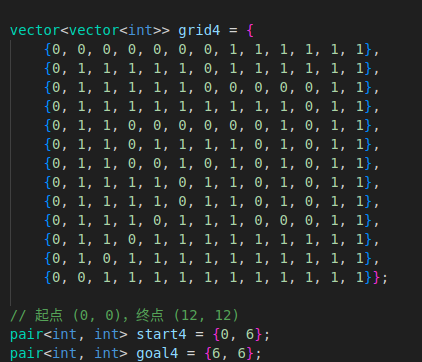 vector<vector<int>> grid4 = {
{0, 0, 0, 0, 0, 0, 0, 1, 1, 1, 1, 1, 1},
{0, 1, 1, 1, 1, 1, 0, 1, 1, 1, 1, 1, 1},
{0, 1, 1, 1, 1, 1, 0, 0, 0, 0, 0, 1, 1},
{0, 1, 1, 1, 1, 1, 1, 1, 1, 1, 0, 1, 1},
{0, 1, 1, 0, 0, 0, 0, 0, 0, 1, 0, 1, 1},
{0, 1, 1, 0, 1, 1, 1, 1, 0, 1, 0, 1, 1},
{0, 1, 1, 0, 0, 1, 0, 1, 0, 1, 0, 1, 1},
{0, 1, 1, 1, 1, 0, 1, 1, 0, 1, 0, 1, 1},
{0, 1, 1, 1, 1, 0, 1, 1, 0, 1, 0, 1, 1},
{0, 1, 1, 1, 0, 1, 1, 1, 0, 0, 0, 1, 1},
{0, 1, 1, 0, 1, 1, 1, 1, 1, 1, 1, 1, 1},
{0, 1, 0, 1, 1, 1, 1, 1, 1, 1, 1, 1, 1},
{0, 0, 1, 1, 1, 1, 1, 1, 1, 1, 1, 1, 1}};
// 起点 (0, 0)，终点 (12, 12)
pair<int, int> start4 = {0, 6};
pair<int, int> goal4 = {6, 6};